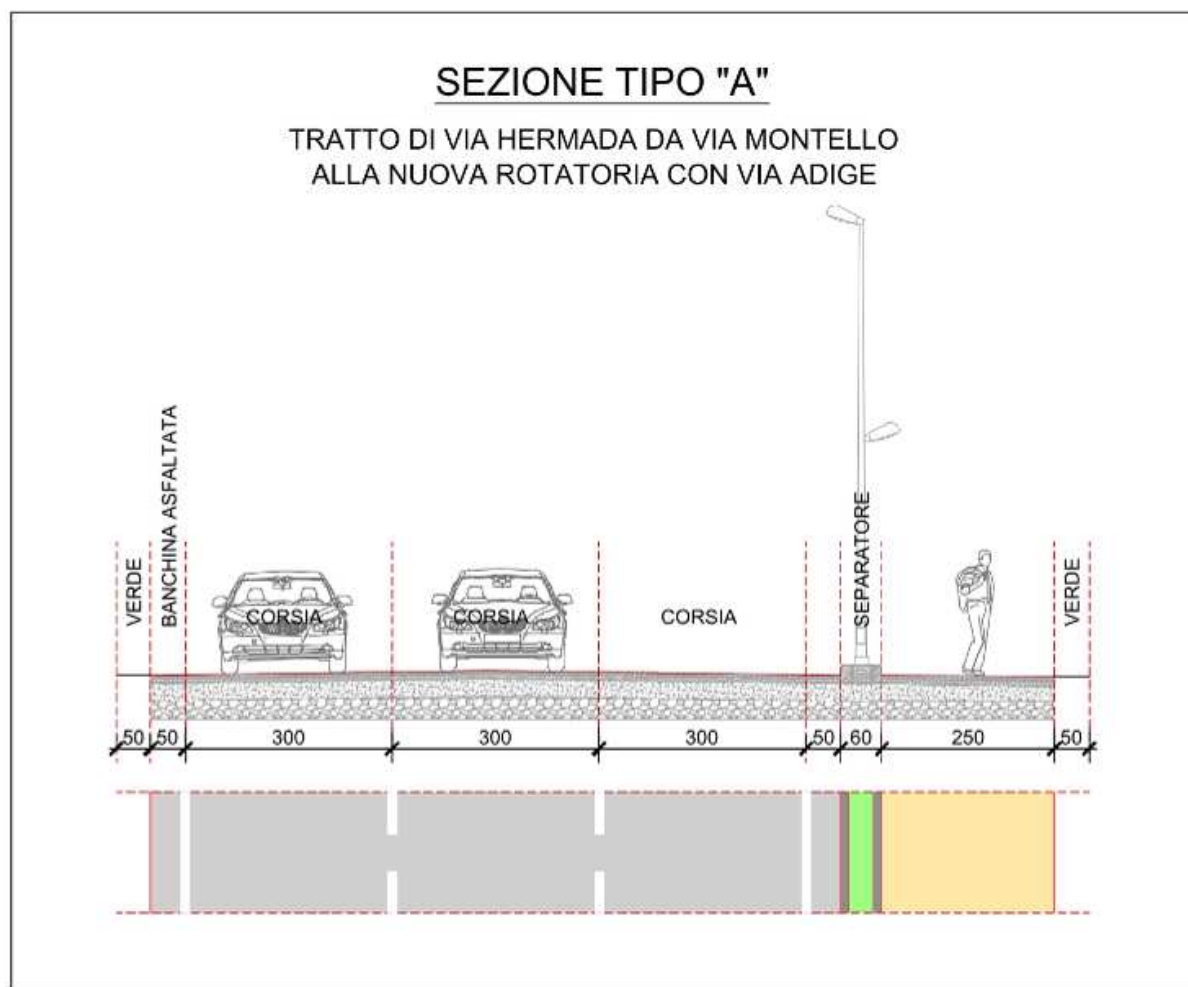 SEZIONE TIPO "A"
TRATTO DI VIA HERMADA DA VIA MONTELLO
ALLA NUOVA ROTATORIA CON VIA ADIGE
VERDE
BANCHINA ASFALTATA
CORSIA
CORSIA
CORSIA
SEPARATORE
VERDE
50
50
300
300
300
50
60
250
50